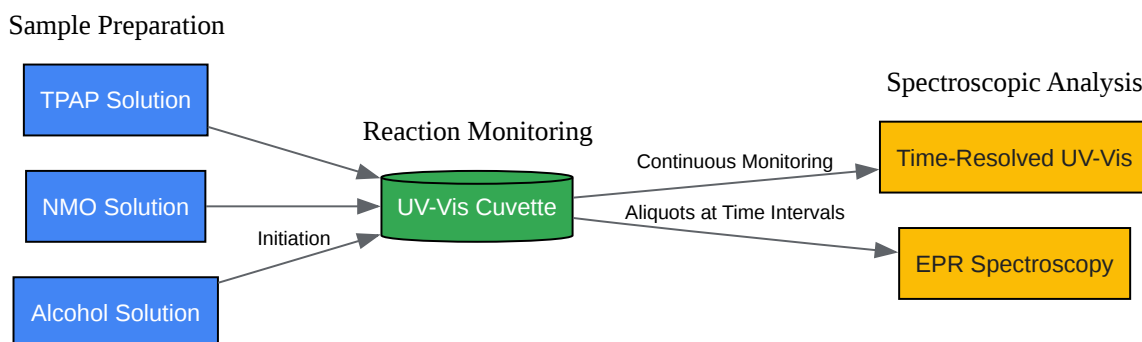 Sample Preparation
TPAP Solution
NMO Solution
Alcohol Solution
Initiation
Reaction Monitoring
UV-Vis Cuvette
Continuous Monitoring
Aliquots at Time Intervals
Spectroscopic Analysis
Time-Resolved UV-Vis
EPR Spectroscopy